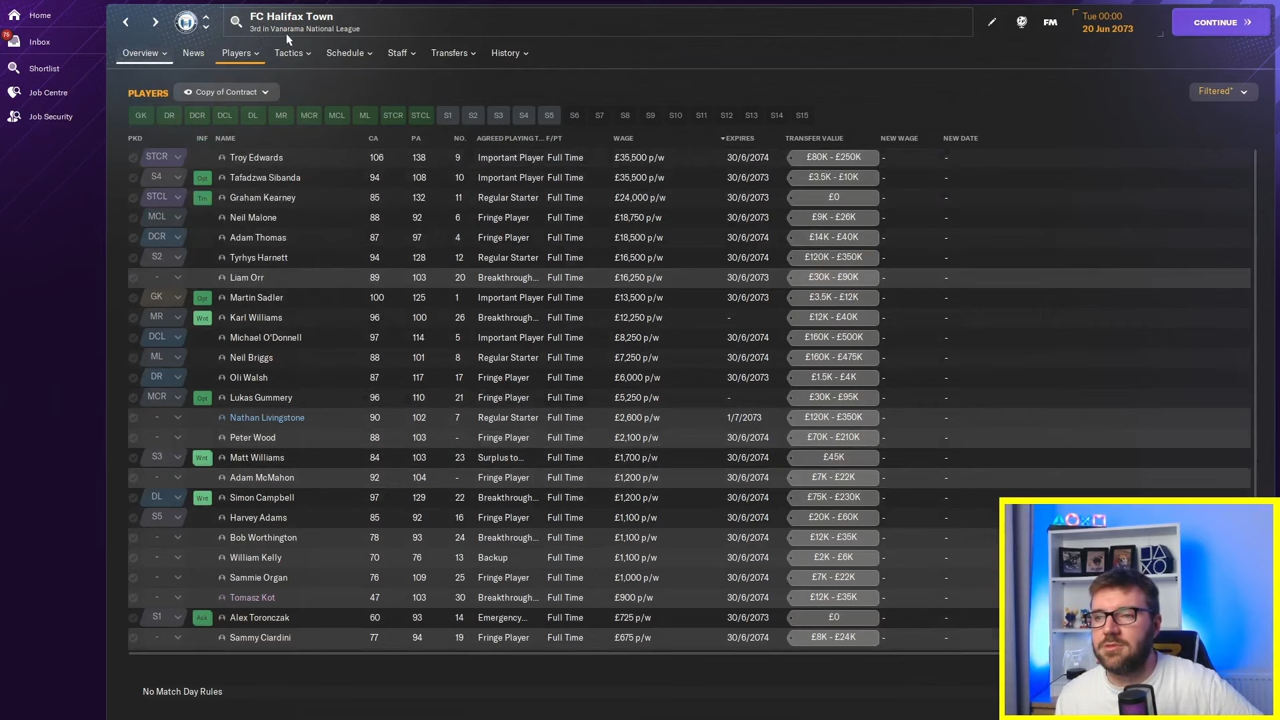 Home
75
Inbox
Shortlist
Job Centre
Job Security
FC Halifax Town
3rd in Vanarama National League
FM
Tue 00:00
20 Jun 2073
CONTINUE
Overview
News
Players
Tactics
Schedule
Staff
Transfers
History
PLAYERS
Copy of Contract
Filtered*
GK DR DCR DCL DL MR MCR MCL ML STCR STCL S1 S2 S3 S4 S5 S6 S7 S8 S9 S10 S11 S12 S13 S14 S15
PKD INF NAME CA PA NO. AGREED PLAYING T... F/PT WAGE EXPIRES TRANSFER VALUE NEW WAGE NEW DATE
STCR Troy Edwards 106 138 9 Important Player Full Time £35,500 p/w 30/6/2074 £80K - £250K - -
S4 Opt Tafadzwa Sibanda 94 108 10 Important Player Full Time £35,500 p/w 30/6/2073 £3.5K - £10K - -
STCL Trn Graham Kearney 85 132 11 Regular Starter Full Time £24,000 p/w 30/6/2073 £0 - -
MCL Neil Malone 88 92 6 Fringe Player Full Time £18,750 p/w 30/6/2073 £9K - £26K - -
DCR Adam Thomas 87 97 4 Fringe Player Full Time £18,500 p/w 30/6/2073 £14K - £40K - -
S2 Tyrhys Harnett 94 128 12 Regular Starter Full Time £16,500 p/w 30/6/2074 £120K - £350K - -
- Liam Orr 89 103 20 Breakthrough... Full Time £16,250 p/w 30/6/2073 £30K - £90K - -
GK Opt Martin Sadler 100 125 1 Important Player Full Time £13,500 p/w 30/6/2073 £3.5K - £12K - -
MR Wnt Karl Williams 96 100 26 Breakthrough... Full Time £12,250 p/w - £12K - £40K - -
DCL Michael O'Donnell 97 114 5 Important Player Full Time £8,250 p/w 30/6/2074 £160K - £500K - -
ML Neil Briggs 88 101 8 Regular Starter Full Time £7,250 p/w 30/6/2074 £160K - £475K - -
DR Oli Walsh 87 117 17 Fringe Player Full Time £6,000 p/w 30/6/2073 £1.5K - £4K - -
MCR Opt Lukas Gummery 96 110 21 Fringe Player Full Time £5,250 p/w - £30K - £95K - -
- Nathan Livingstone 90 102 7 Regular Starter Full Time £2,600 p/w 1/7/2073 £120K - £350K - -
- Peter Wood 88 103 - Fringe Player Full Time £2,100 p/w 30/6/2074 £70K - £210K - -
S3 Wnt Matt Williams 84 103 23 Surplus to... Full Time £1,700 p/w 30/6/2074 £45K - -
- Adam McMahon 92 104 - Fringe Player Full Time £1,200 p/w 30/6/2074 £7K - £22K - -
DL Wnt Simon Campbell 97 129 22 Breakthrough... Full Time £1,200 p/w 30/6/2074 £75K - £230K - -
S5 Harvey Adams 85 92 16 Fringe Player Full Time £1,100 p/w 30/6/2074 £20K - £60K - -
- Bob Worthington 78 93 24 Breakthrough... Full Time £1,100 p/w 30/6/2074 £12K - £35K - -
- William Kelly 70 76 13 Backup Full Time £1,100 p/w 30/6/2074 £2K - £6K - -
- Sammie Organ 76 109 25 Fringe Player Full Time £1,000 p/w 30/6/2074 £7K - £22K - -
- Tomasz Kot 47 103 30 Breakthrough... Full Time £900 p/w 30/6/2074 £12K - £35K - -
S1 Alex Toronczak 60 93 14 Emergency... Full Time £725 p/w 30/6/2073 £0 - -
- Sammy Ciardini 77 94 19 Fringe Player Full Time £675 p/w 30/6/2074 £8K - £24K - -
No Match Day Rules